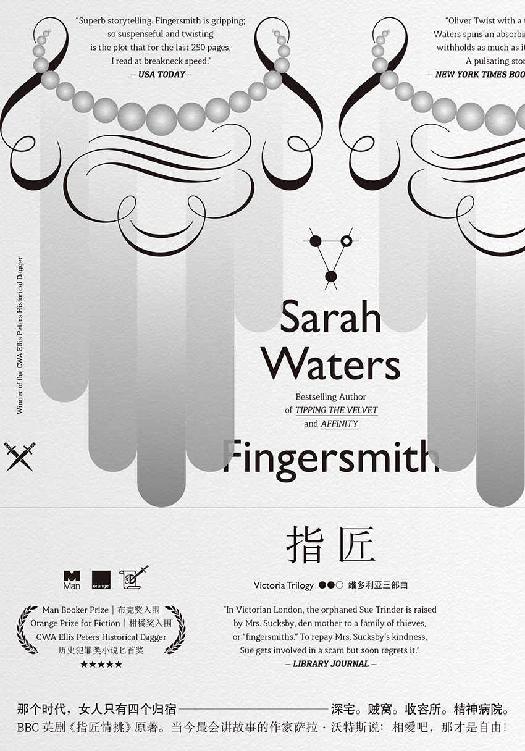 "Superb storytelling. Fingersmith is gripping;
so suspenseful and twisting
is the plot that for the last 250 pages,
I read at breakneck speed."
– USA TODAY –
"Oliver Twist with a t
Waters spins an absorbi
withholds as much as it
A pulsating st
– NEW YORK TIMES BOO
Winner of the CWA Ellis Peters Historical Dagger
Sarah
Waters
Bestselling Author
of TIPPING THE VELVET
and AFFINITY
Fingersmith
指匠
Victoria Trilogy ●●○ 維多利亚三部曲
Man
orange
Man Booker Prize | 布克奖入围
Orange Prize for Fiction | 柑橘奖入围
CWA Ellis Peters Historical Dagger
历史犯罪类小说匕首奖
★★★★★
"In Victorian London, the orphaned Sue Trinder is raised
by Mrs. Sucksby, den mother to a family of thieves,
or "fingersmiths." To repay Mrs. Sucksby's kindness,
Sue gets involved in a scam but soon regrets it."
– LIBRARY JOURNAL –
那个时代，女人只有四个归宿————深宅。贼窝。收容所。精神病院。
BBC 英剧《指匠情挑》原著。当今最会讲故事的作家萨拉·沃特斯说：相爱吧，那才是自由！